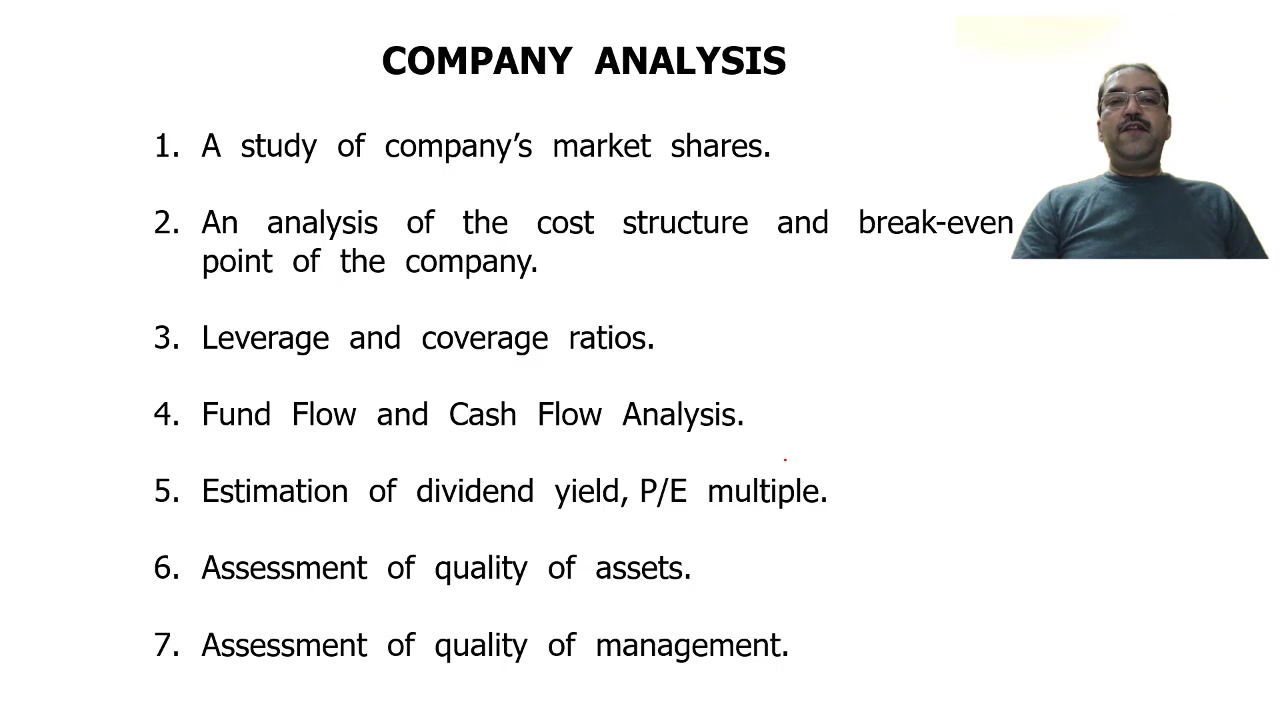 COMPANY ANALYSIS
1. A study of company’s market shares.
2. An analysis of the cost structure and break-even
point of the company.
3. Leverage and coverage ratios.
4. Fund Flow and Cash Flow Analysis.
5. Estimation of dividend yield, P/E multiple.
6. Assessment of quality of assets.
7. Assessment of quality of management.